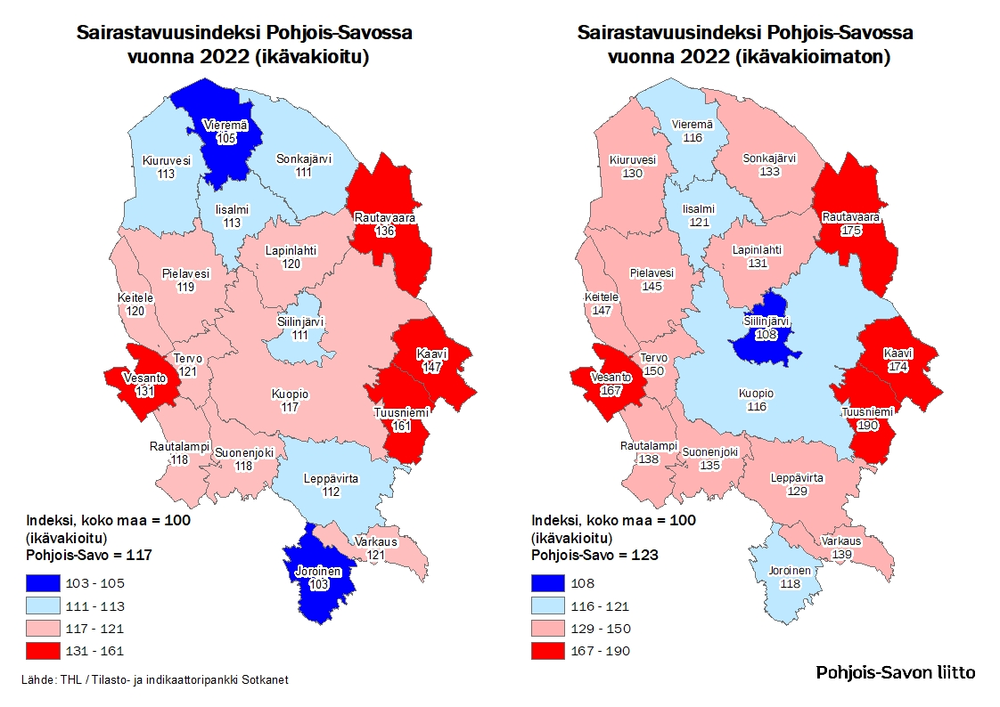 Sairastavuusindeksi Pohjois-Savossa
vuonna 2022 (ikävakioitu)
Vieremä
105
Kiuruvesi
113
Sonkajärvi
111
Iisalmi
113
Rautavaara
136
Lapinlahti
120
Pielavesi
119
Keitele
120
Siilinjärvi
111
Kaavi
147
Tervo
121
Vesanto
131
Kuopio
117
Tuusniemi
161
Rautalampi
118
Suonenjoki
118
Leppävirta
112
Varkaus
121
Joroinen
103
Indeksi, koko maa = 100
(ikävakioitu)
Pohjois-Savo = 117
103 - 105
111 - 113
117 - 121
131 - 161
Lähde: THL / Tilasto- ja indikaattoripankki Sotkanet
Sairastavuusindeksi Pohjois-Savossa
vuonna 2022 (ikävakioimaton)
Vieremä
116
Kiuruvesi
130
Sonkajärvi
133
Iisalmi
121
Rautavaara
175
Lapinlahti
131
Pielavesi
145
Keitele
147
Siilinjärvi
108
Kaavi
174
Tervo
150
Vesanto
167
Kuopio
116
Tuusniemi
190
Rautalampi
138
Suonenjoki
135
Leppävirta
129
Varkaus
139
Joroinen
118
Indeksi, koko maa = 100
(ikävakioitu)
Pohjois-Savo = 123
108
116 - 121
129 - 150
167 - 190
Pohjois-Savon liitto